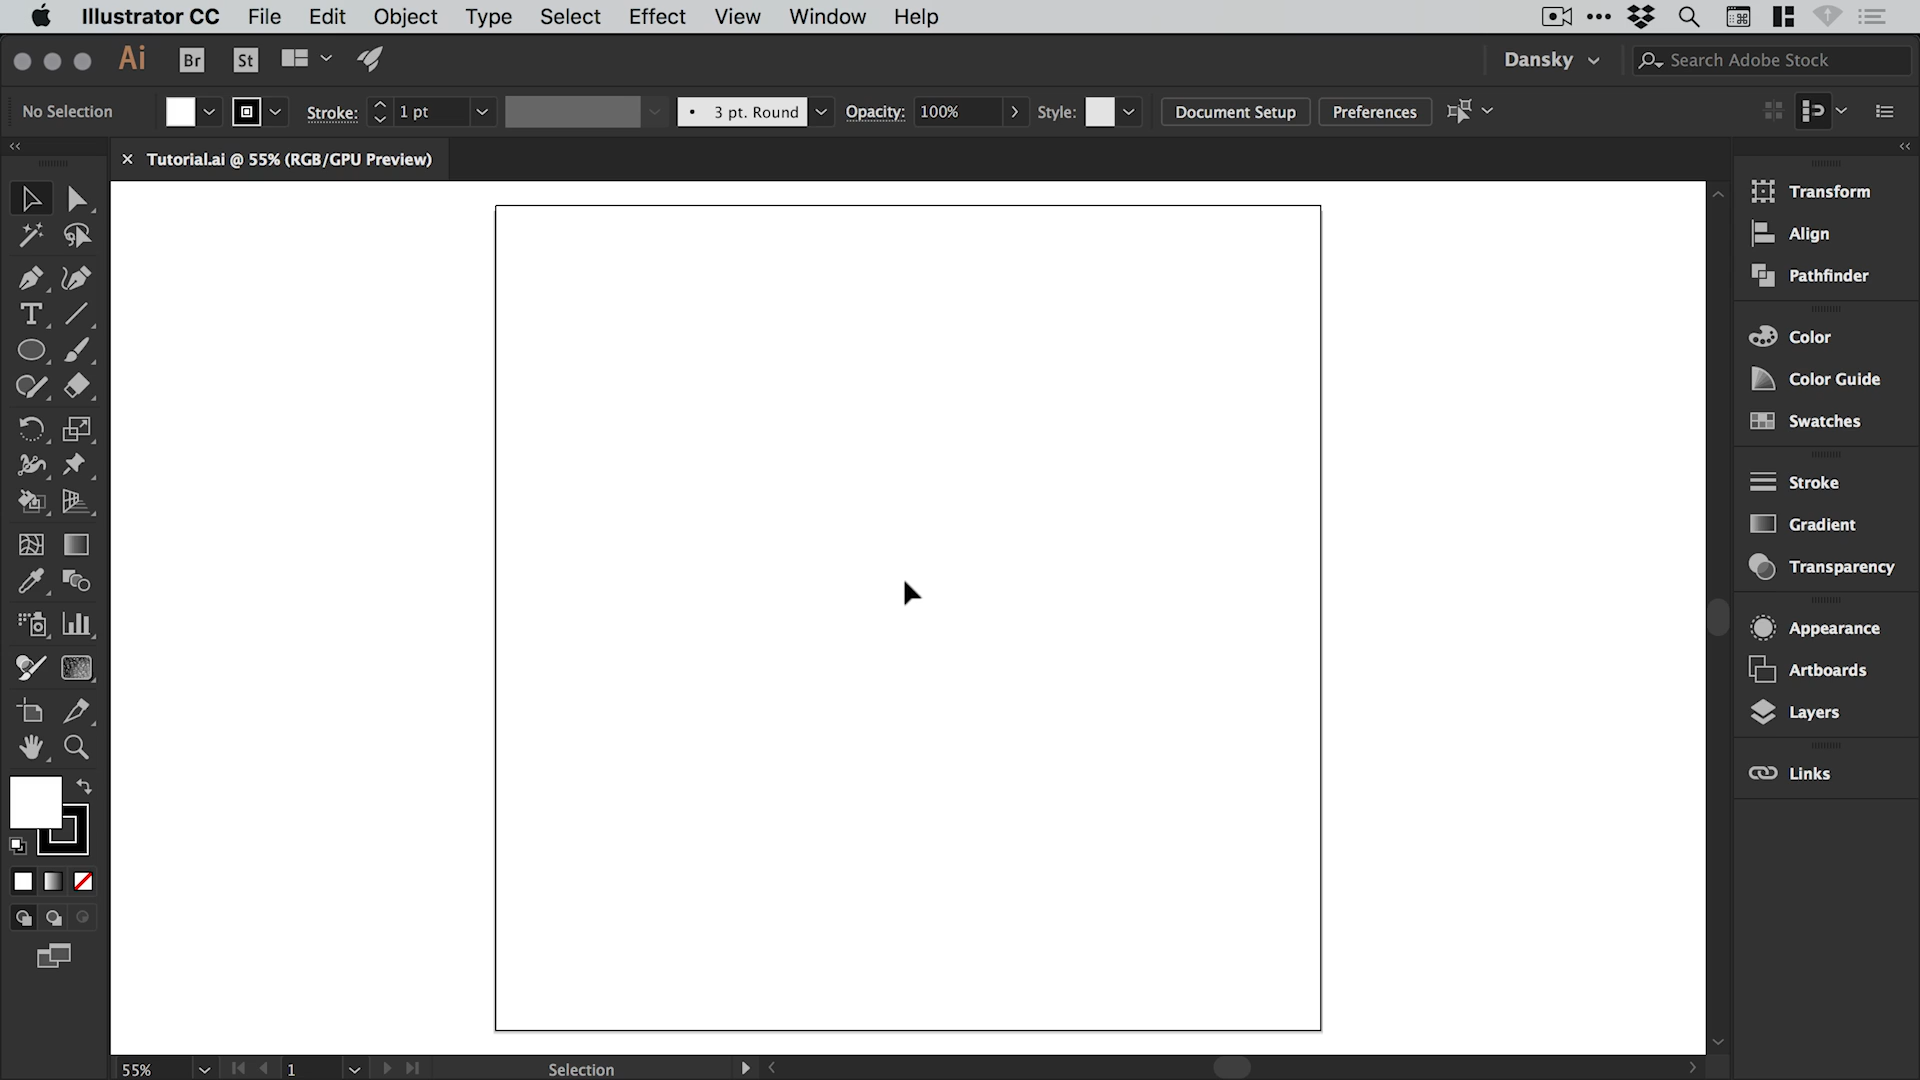 Illustrator CC File Edit Object Type Select Effect View Window Help
Ai Br St Dansky Search Adobe Stock
No Selection Stroke: 1 pt 3 pt. Round Opacity: 100% Style: Document Setup Preferences
Tutorial.ai @ 55% (RGB/GPU Preview)
Transform
Align
Pathfinder
Color
Color Guide
Swatches
Stroke
Gradient
Transparency
Appearance
Artboards
Layers
Links
55% 1 Selection